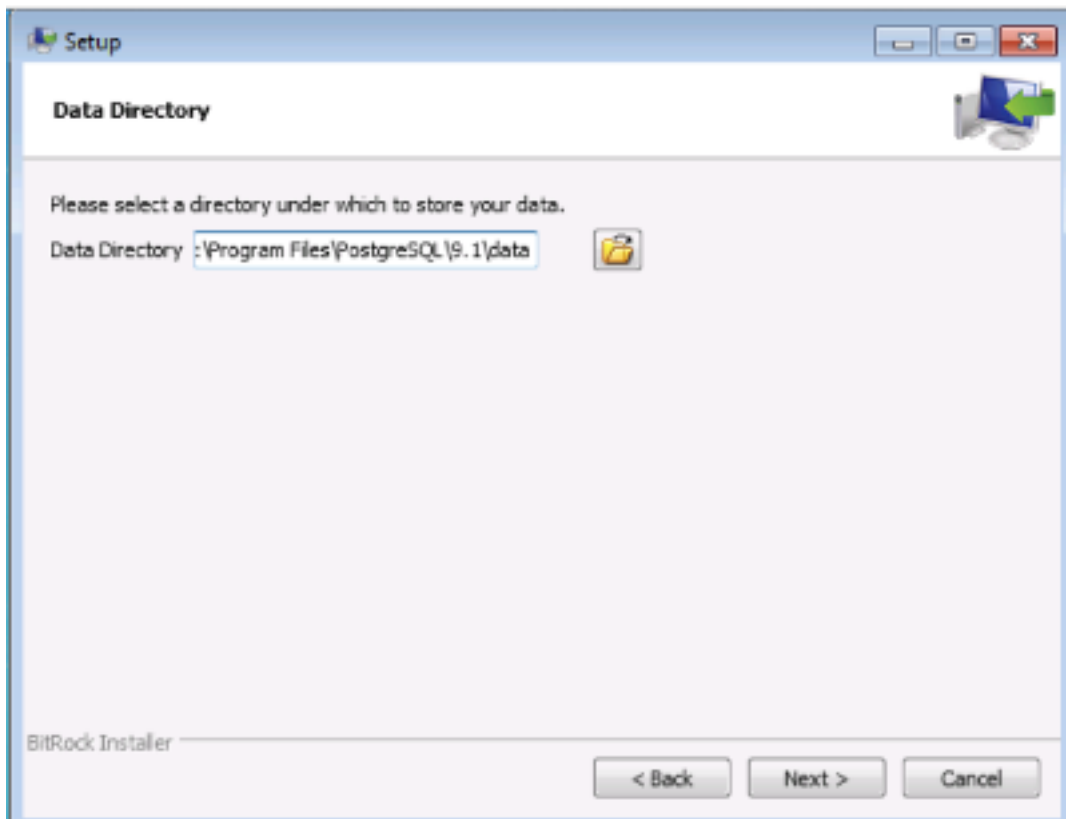 Setup
Data Directory
Please select a directory under which to store your data.
Data Directory :\Program Files\PostgreSQL\9.1\data
BitRock Installer
< Back Next > Cancel